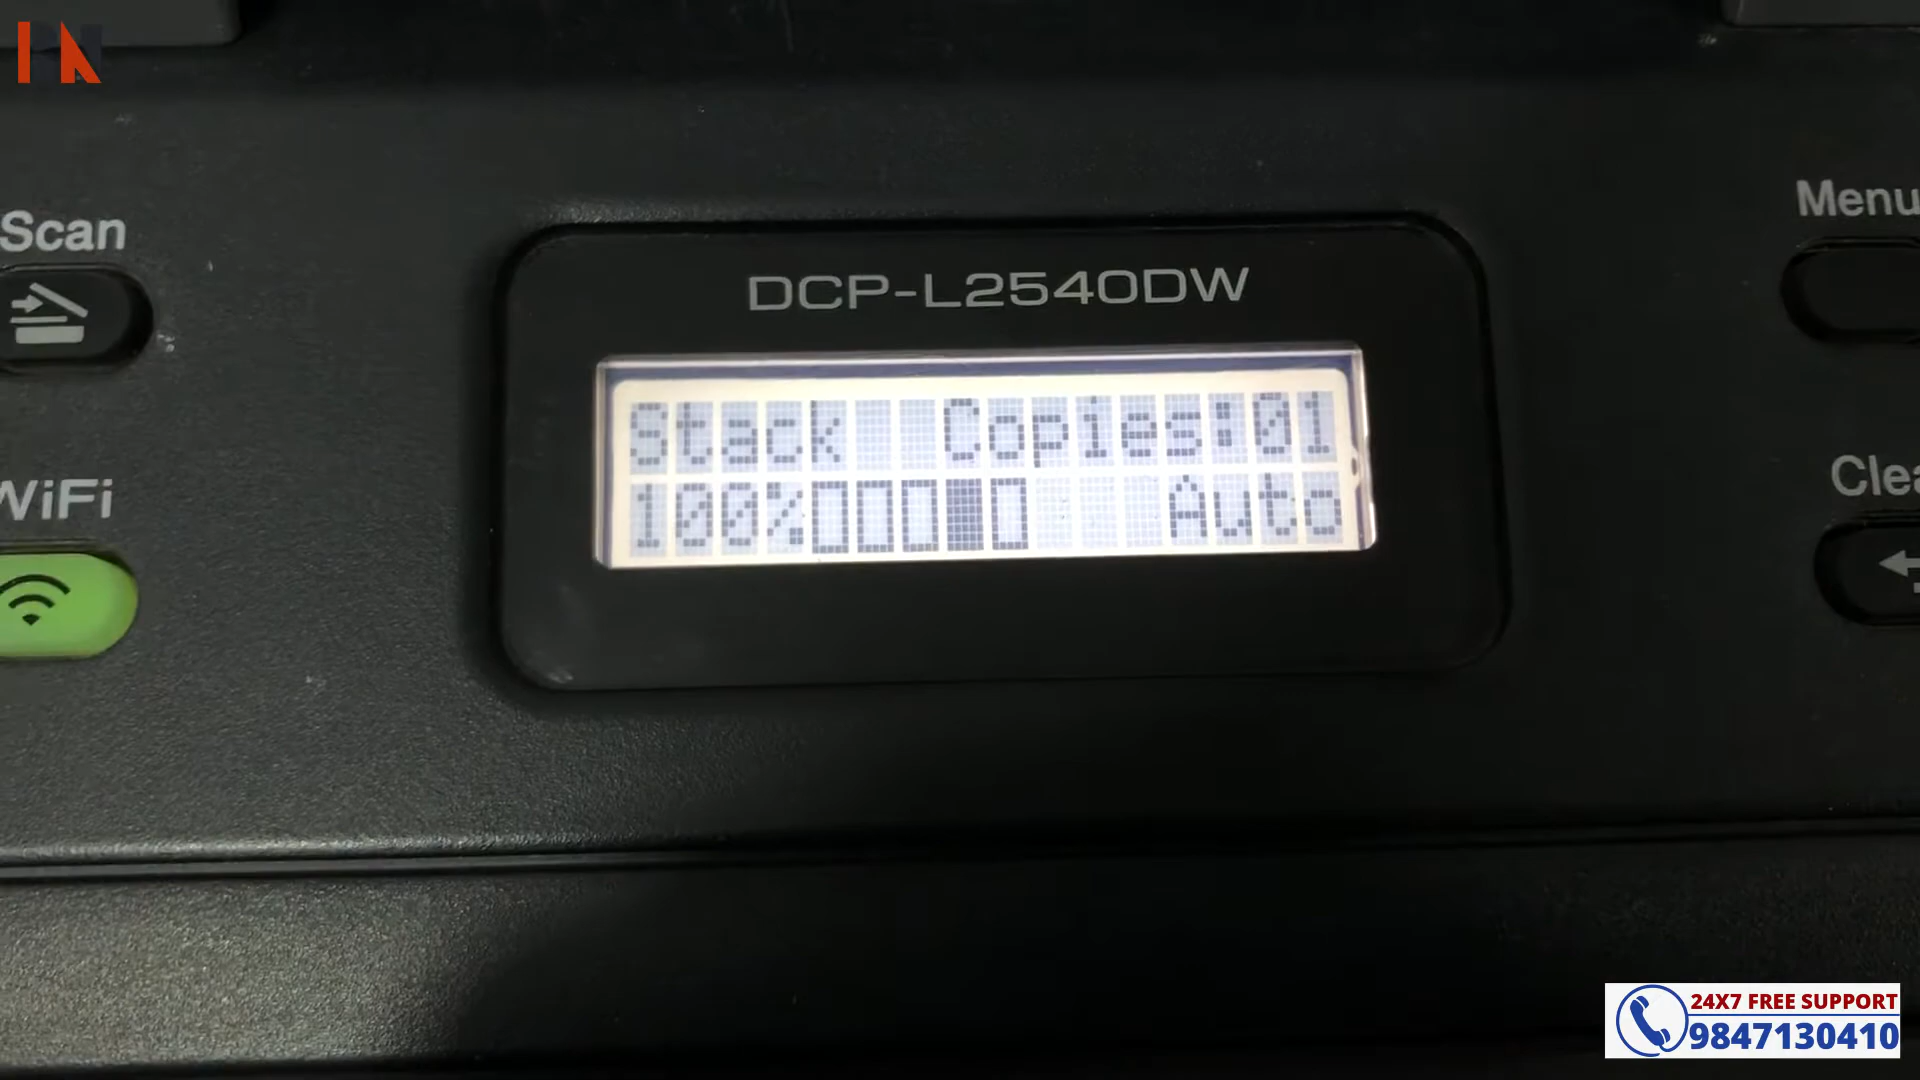 Scan
Menu
DCP-L2540DW
Stack Copies:01
100% Auto
WiFi
Clea
24X7 FREE SUPPORT
9847130410